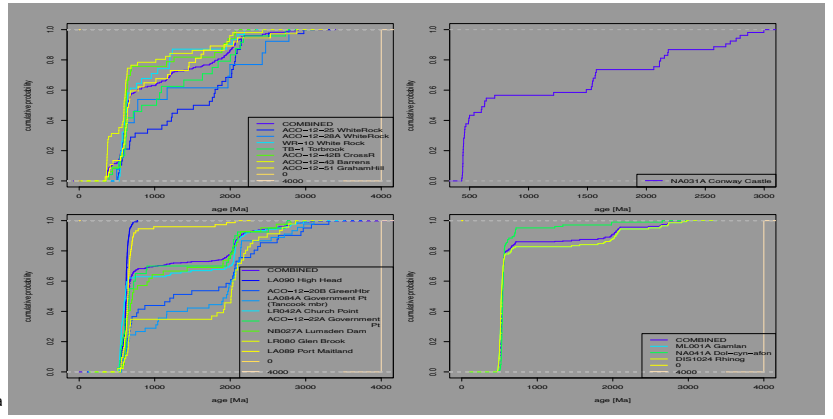 1.0
0.8
0.6
0.4
0.2
0.0
cumulative probability
COMBINED
ACO−12−25 WhiteRock
ACO−12−28A WhiteRock
WR−10 White Rock
TB−1 Torbrook
ACO−12−42B CrossR
ACO−12−43 Barrens
ACO−12−51 GrahamHill
0
4000
0 1000 2000 3000 4000
age [Ma]
1.0
0.8
0.6
0.4
0.2
0.0
cumulative probability
NA031A Conway Castle
500 1000 1500 2000 2500 3000
age [Ma]
1.0
0.8
0.6
0.4
0.2
0.0
cumulative probability
COMBINED
LA090 High Head
ACO−12−20B GreenHbr
LA084A Government Pt
(Tancook mbr)
LR042A Church Point
ACO−12−22A Government
Pt
NB027A Lumsden Dam
LR080 Glen Brook
LA089 Port Maitland
0
4000
0 1000 2000 3000 4000
age [Ma]
1.0
0.8
0.6
0.4
0.2
0.0
cumulative probability
COMBINED
ML001A Gamlan
NA041A Dol−cyn−afon
DIS1024 Rhinog
0
4000
0 1000 2000 3000 4000
age [Ma]